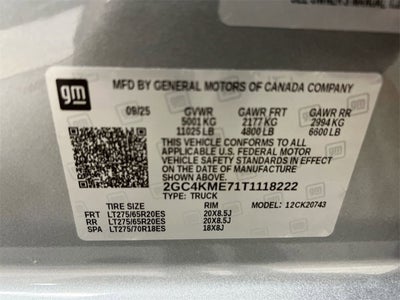 SEE OWNER'S MANUAL
gm
MFD BY GENERAL MOTORS OF CANADA COMPANY
09/25 GVWR GAWR FRT GAWR RR
5001 KG 2177 KG 2994 KG
11025 LB 4800 LB 6600 LB
THIS VEHICLE CONFORMS TO ALL
APPLICABLE U.S. FEDERAL MOTOR
VEHICLE SAFETY STANDARDS IN
EFFECT ON THE DATE OF
MANUFACTURE SHOWN ABOVE.
2GC4KME71T1118222
TYPE: TRUCK
TIRE SIZE RIM MODEL: 12CK20743
FRT LT275/65R20ES 20X8.5J
RR LT275/65R20ES 20X8.5J
SPA LT275/70R18ES 18X8J